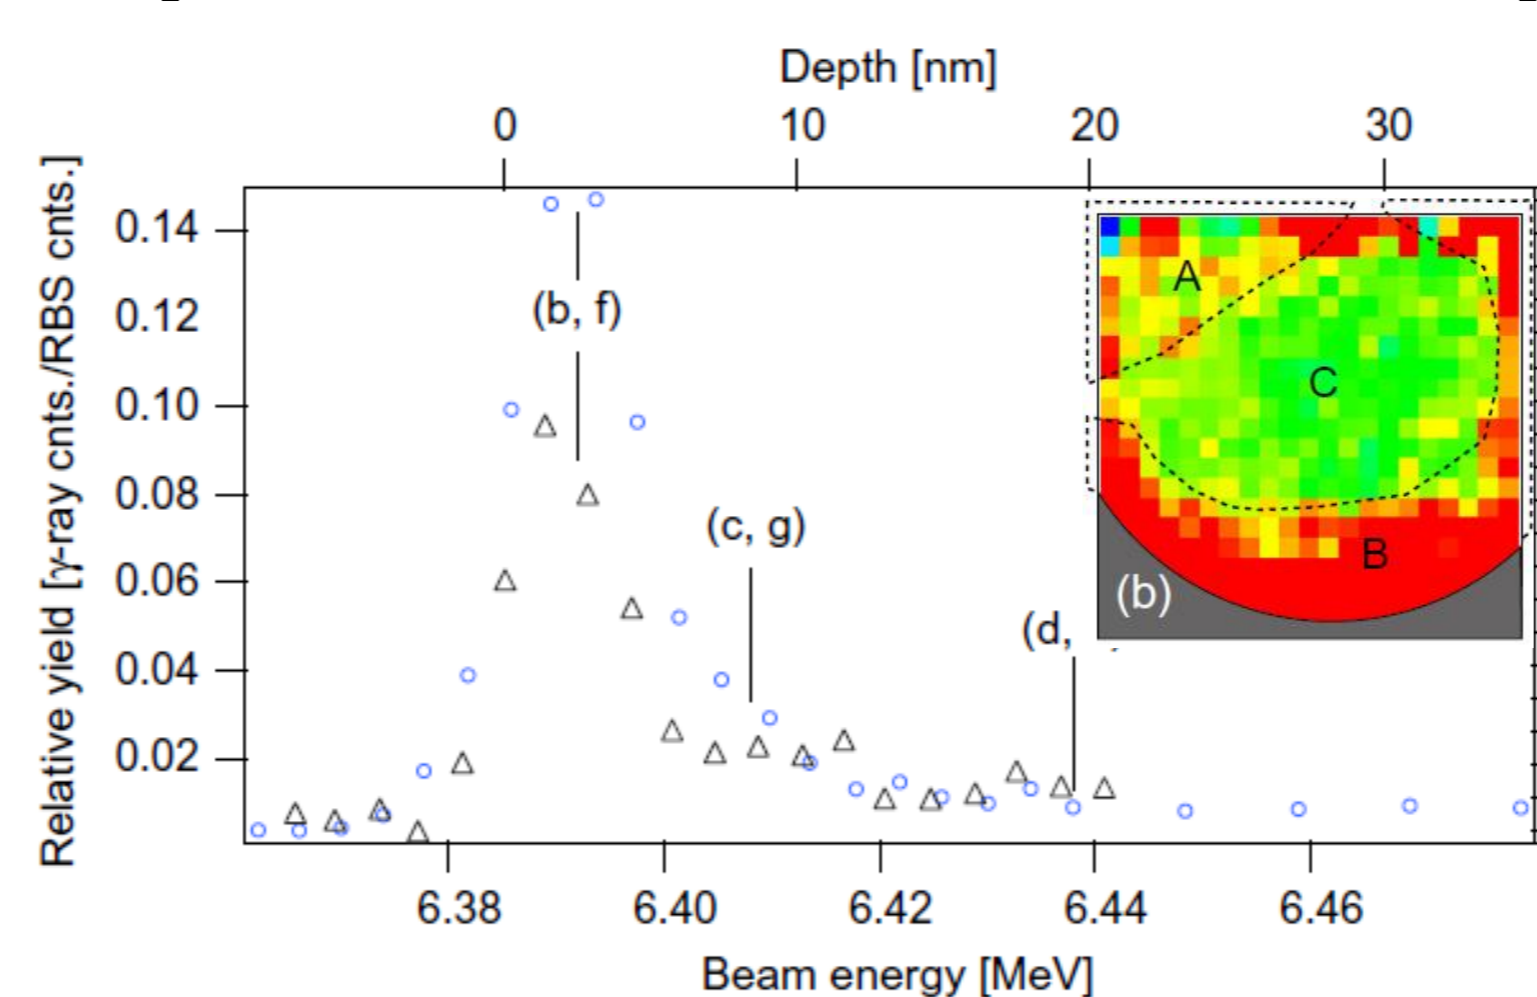 Depth [nm]
0 10 20 30
Relative yield [γ-ray cnts./RBS cnts.]
0.14
0.12
0.10
0.08
0.06
0.04
0.02
(b, f)
(c, g)
(d,
A
C
B
(b)
6.38 6.40 6.42 6.44 6.46
Beam energy [MeV]